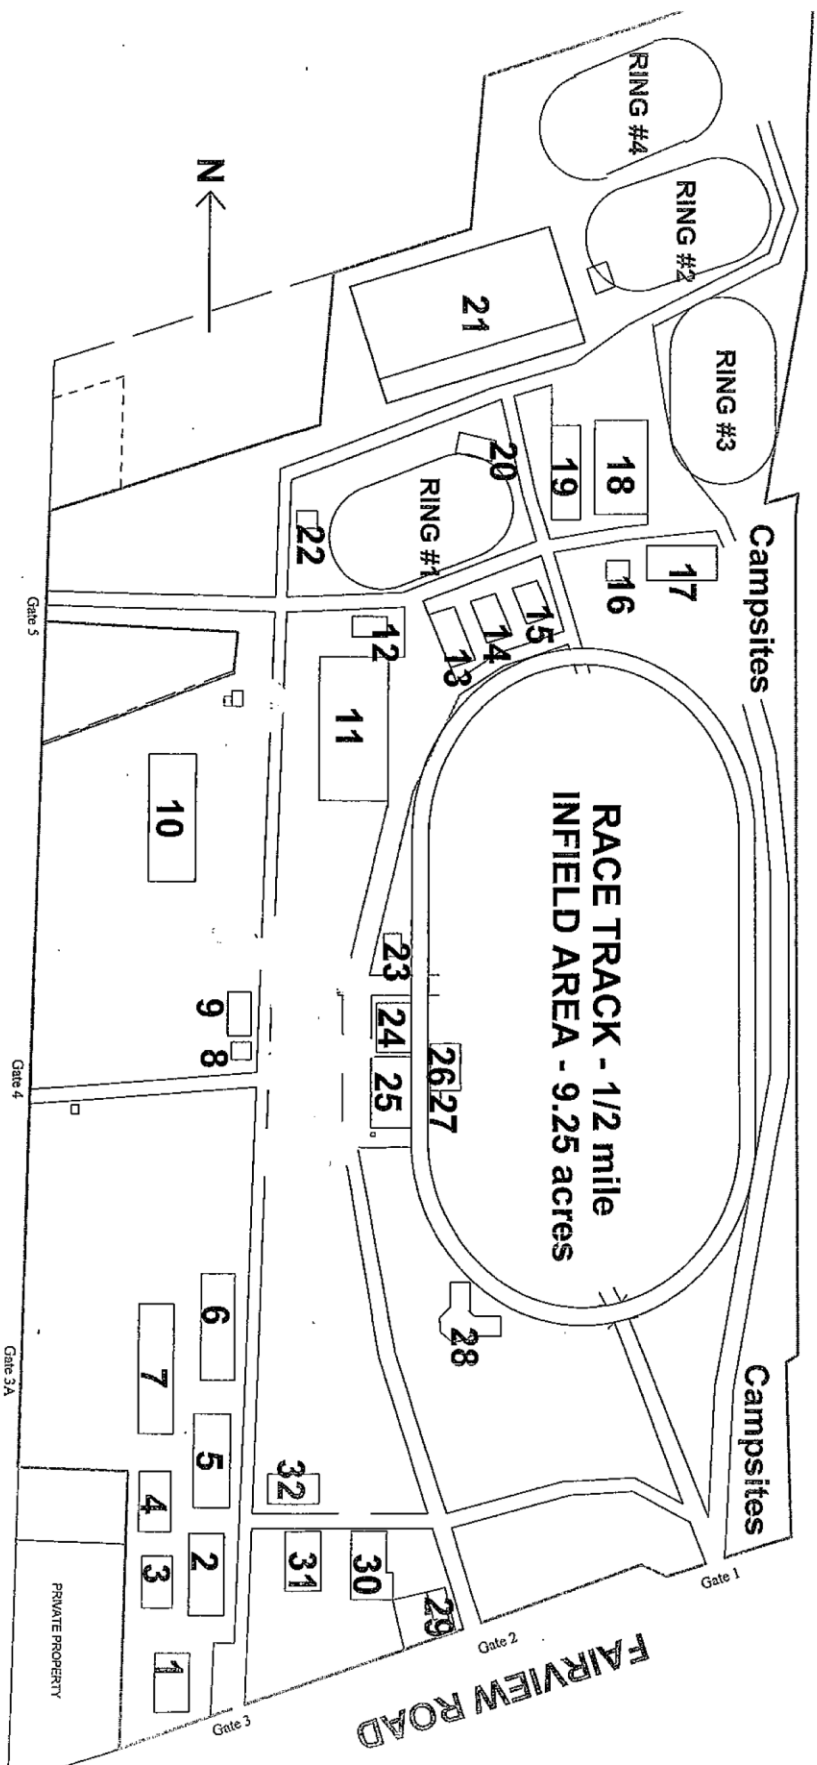 RING #4
RING #2
N
21
RING #3
20
19
18
RING #1
22
Campsites
16
17
15
14
13
12
Gate 5
11
10
RACE TRACK - 1/2 mile
INFIELD AREA - 9.25 acres
23
9
8
24
25
26
27
Gate 4
6
7
28
Gate 3A
Campsites
5
4
32
2
3
31
30
29
1
PRIVATE PROPERTY
Gate 1
Gate 2
Gate 3
FAIRVIEW ROAD